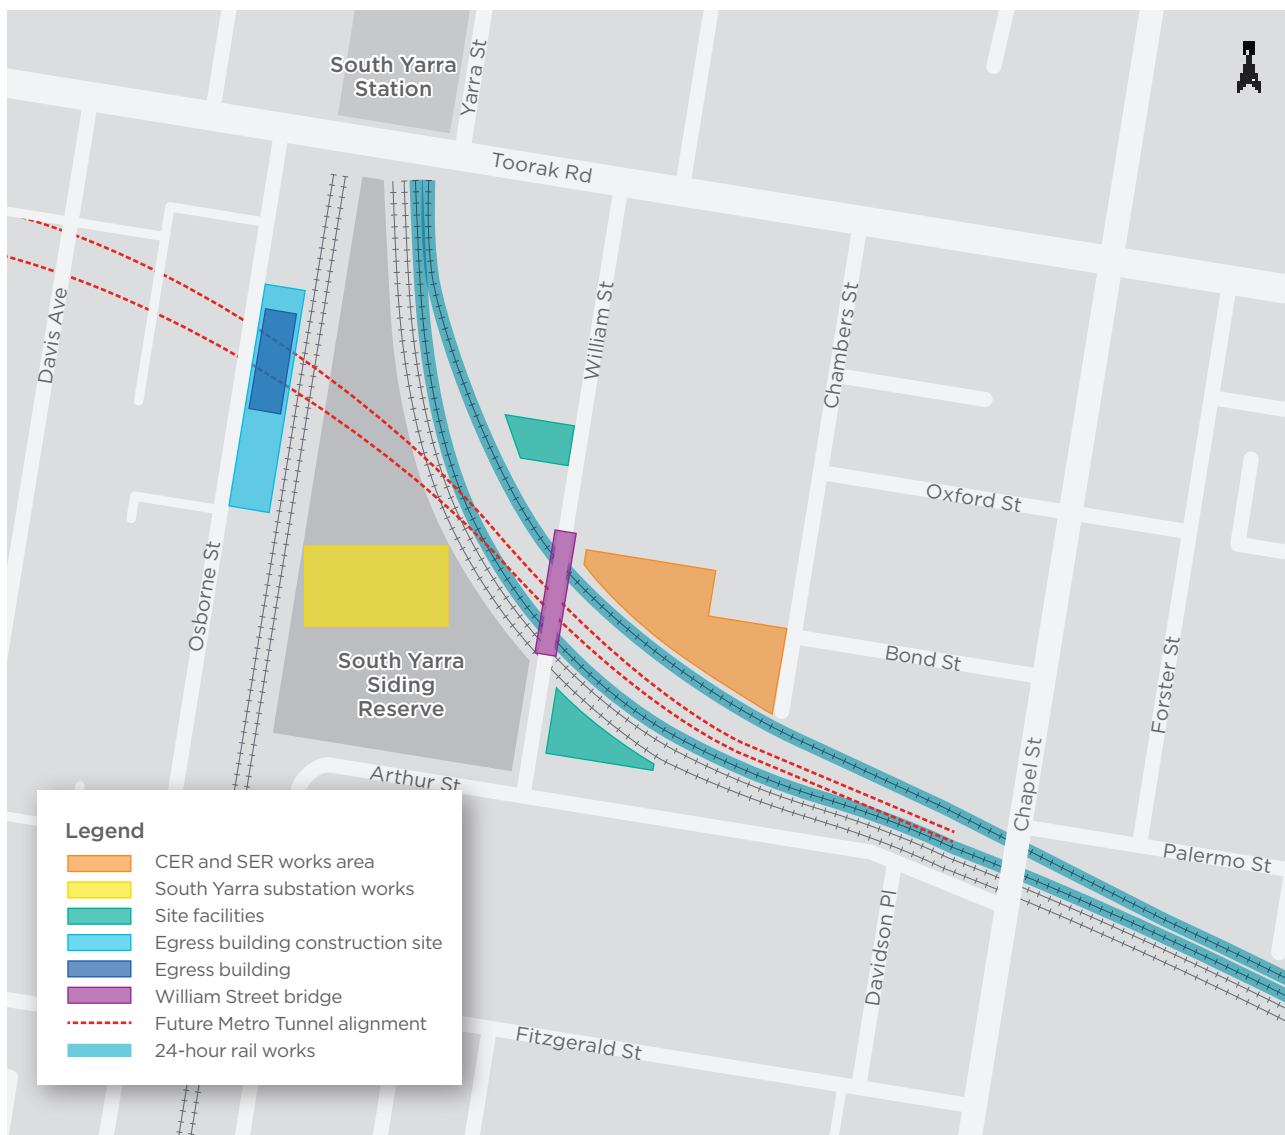 South Yarra
Station
Yarra St
Toorak Rd
Davis Ave
William St
Chambers St
Oxford St
Osborne St
South Yarra
Siding
Reserve
Bond St
Forster St
Arthur St
Chapel St
Palermo St
Davidson Pl
Fitzgerald St
Legend
CER and SER works area
South Yarra substation works
Site facilities
Egress building construction site
Egress building
William Street bridge
Future Metro Tunnel alignment
24-hour rail works